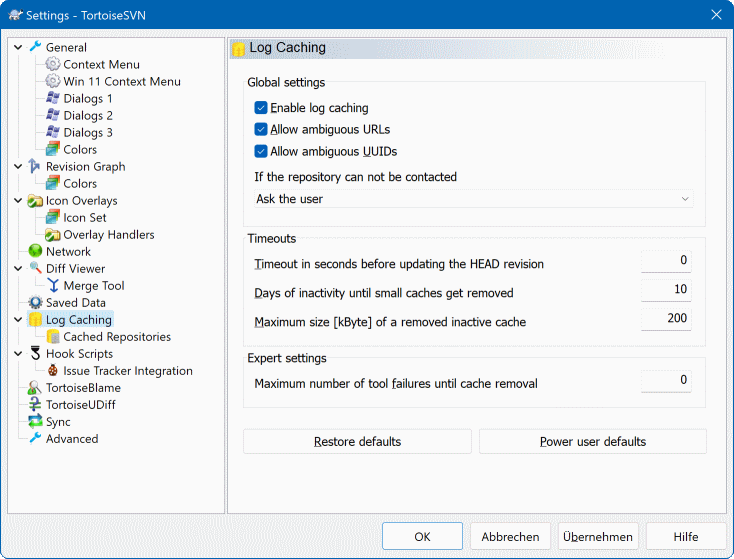 Settings - TortoiseSVN
General
Context Menu
Win 11 Context Menu
Dialogs 1
Dialogs 2
Dialogs 3
Colors
Revision Graph
Colors
Icon Overlays
Icon Set
Overlay Handlers
Network
Diff Viewer
Merge Tool
Saved Data
Log Caching
Cached Repositories
Hook Scripts
Issue Tracker Integration
TortoiseBlame
TortoiseUDiff
Sync
Advanced
Log Caching
Global settings
Enable log caching
Allow ambiguous URLs
Allow ambiguous UUIDs
If the repository can not be contacted
Ask the user
Timeouts
Timeout in seconds before updating the HEAD revision 0
Days of inactivity until small caches get removed 10
Maximum size [kByte] of a removed inactive cache 200
Expert settings
Maximum number of tool failures until cache removal 0
Restore defaults Power user defaults
OK Abbrechen Übernehmen Hilfe